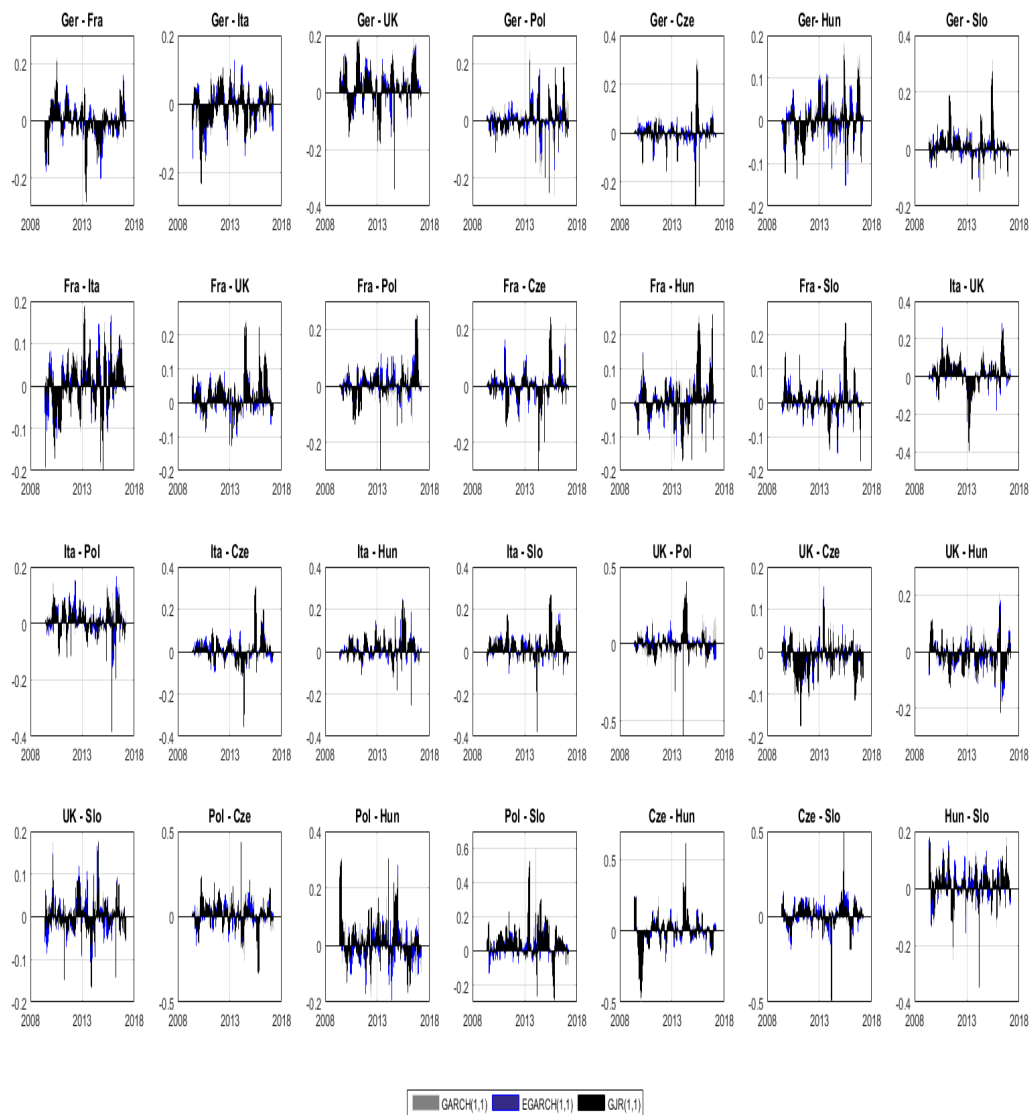 Ger - Fra
0.2
0
-0.2
2008 2013 2018
Ger - Ita
0.2
0
0.2
2008 2013 2018
Ger - UK
0.2
0
-0.2
-0.4
2008 2013 2018
Ger - Pol
0.2
0
-0.2
2008 2013 2018
Ger - Cze
0.4
0.2
0
-0.2
2008 2013 2018
Ger- Hun
0.2
0.1
0
-0.1
-0.2
2008 2013 2018
Ger - Slo
0.4
0.2
0
-0.2
2008 2013 2018
Fra - Ita
0.2
0.1
0
-0.1
-0.2
2008 2013 2018
Fra - UK
0.2
0.1
0
-0.1
-0.2
2008 2013 2018
Fra - Pol
0.2
0
-0.2
2008 2013 2018
Fra - Cze
0.2
0
-0.2
2008 2013 2018
Fra - Hun
0.2
0.1
0
-0.1
-0.2
2008 2013 2018
Fra - Slo
0.2
0.1
0
-0.1
-0.2
2008 2013 2018
Ita - UK
0.4
0.2
0
-0.2
-0.4
2008 2013 2018
Ita - Pol
0.2
0
-0.2
-0.4
2008 2013 2018
Ita - Cze
0.4
0.2
0
-0.2
-0.4
2008 2013 2018
Ita - Hun
0.4
0.2
0
-0.2
-0.4
2008 2013 2018
Ita - Slo
0.4
0.2
0
-0.2
-0.4
2008 2013 2018
UK - Pol
0.5
0
-0.5
2008 2013 2018
UK - Cze
0.2
0.1
0
-0.1
-0.2
2008 2013 2018
UK - Hun
0.2
0
-0.2
2008 2013 2018
UK - Slo
0.2
0.1
0
-0.1
-0.2
2008 2013 2018
Pol - Cze
0.5
0
-0.5
2008 2013 2018
Pol - Hun
0.4
0.2
0
-0.2
2008 2013 2018
Pol - Slo
0.6
0.4
0.2
0
-0.2
2008 2013 2018
Cze - Hun
0.5
0
-0.5
2008 2013 2018
Cze - Slo
0.5
0
-0.5
2008 2013 2018
Hun - Slo
0.2
0
-0.2
-0.4
2008 2013 2018
GARCH(1,1) EGARCH(1,1) GJR(1,1)